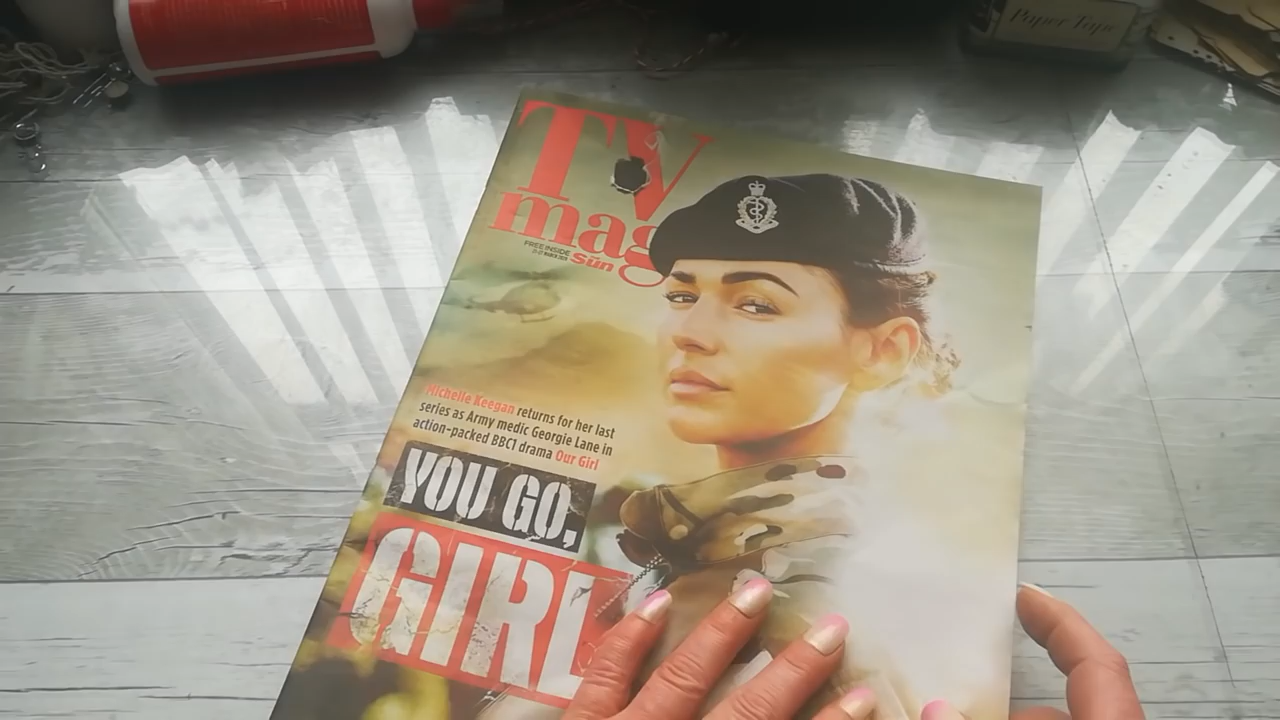 Paper Tape
TV
mag
FREE INSIDE
Sun
Michelle Keegan returns for her last
series as Army medic Georgie Lane in
action-packed BBC1 drama Our Girl
YOU GO,
GIRL